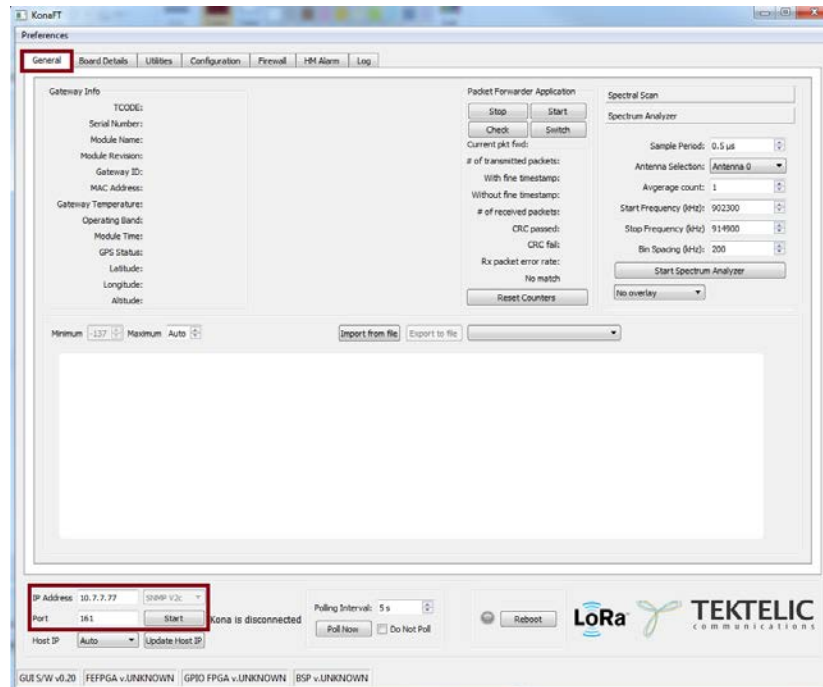 KonaFT
Preferences
General Board Details Utilities Configuration Firewall HM Alarm Log
Gateway Info
TCODE:
Serial Number:
Module Name:
Module Revision:
Gateway ID:
MAC Address:
Gateway Temperature:
Operating Band:
Module Time:
GPS Status:
Latitude:
Longitude:
Altitude:
Packet Forwarder Application
Stop Start
Check Switch
Current pkt fwd:
# of transmitted packets:
With fine timestamp:
Without fine timestamp:
# of received packets:
CRC passed:
CRC fail:
Rx packet error rate:
No match
Reset Counters
Spectral Scan
Spectrum Analyzer
Sample Period: 0.5 µs
Antenna Selection: Antenna 0
Avgerage count: 1
Start Frequency (kHz): 902300
Stop Frequency (kHz) 914900
Bin Spacing (kHz): 200
Start Spectrum Analyzer
No overlay
Minimum -137 Maximum Auto Import from file Export to file
IP Address 10.7.7.77 SNMP V2c
Port 161 Start Kona is disconnected
Host IP Auto Update Host IP
Polling Interval: 5 s
Poll Now Do Not Poll
Reboot
LoRa
TEKTELIC
communications
GUI S/W v0.20 FEFPGA v.UNKNOWN GPIO FPGA v.UNKNOWN BSP v.UNKNOWN